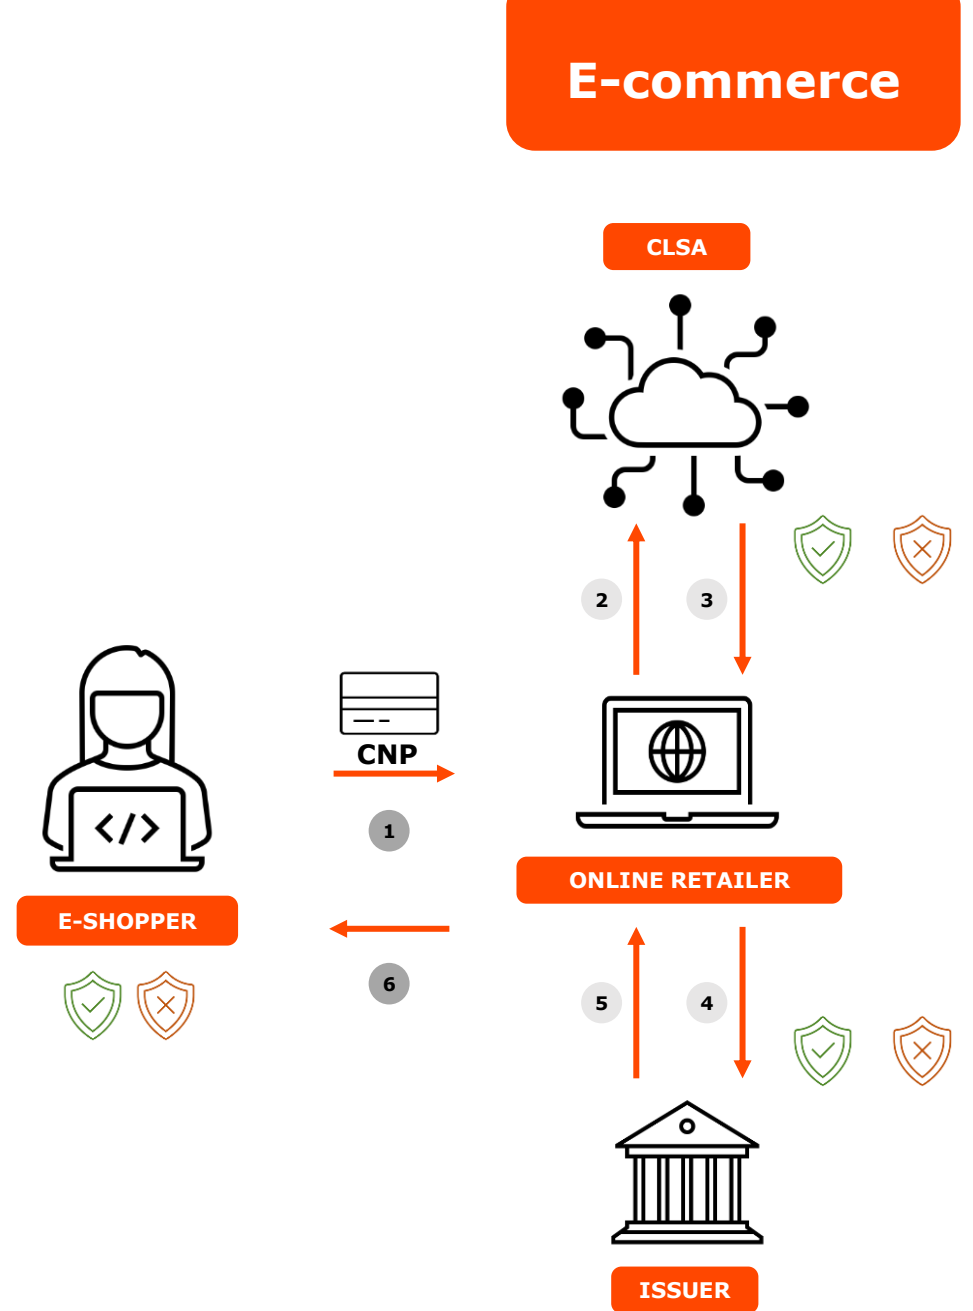 E-commerce
CLSA
2
3
CNP
1
ONLINE RETAILER
E-SHOPPER
6
5
4
ISSUER